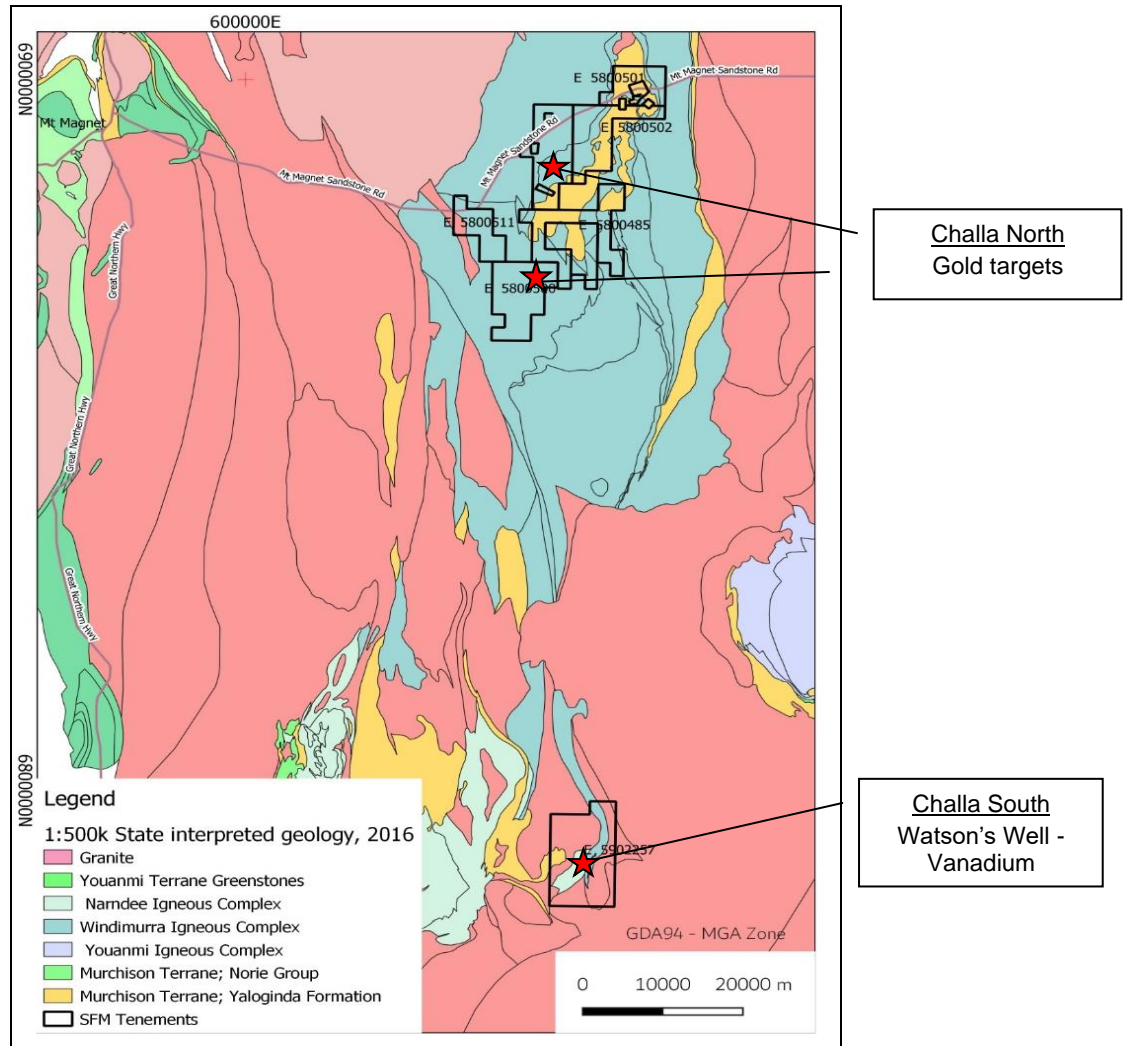 600000E
N0000069
Mt Magnet
Mt Magnet Sandstone Rd
Mt Magnet-Sandstone Rd
Mt Magnet Sandstone Rd
E 5800501
E 5800502
E 5800511
E 5800485
Great Northern Hwy
Great Northern Hwy
Great Northern Hwy
N0000089
E 5902257
Challa North
Gold targets
Challa South
Watson's Well -
Vanadium
Legend
1:500k State interpreted geology, 2016
Granite
Youanmi Terrane Greenstones
Narndee Igneous Complex
Windimurra Igneous Complex
Youanmi Igneous Complex
Murchison Terrane; Norie Group
Murchison Terrane; Yaloginda Formation
SFM Tenements
GDA94 - MGA Zone
0 10000 20000 m